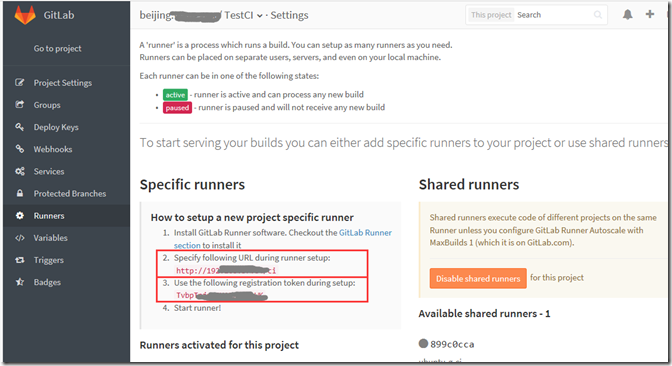 GitLab
beijing. / TestCI - Settings
This project Search
Go to project
Project Settings
Groups
Deploy Keys
Webhooks
Services
Protected Branches
Runners
Variables
Triggers
Badges
A 'runner' is a process which runs a build. You can setup as many runners as you need.
Runners can be placed on separate users, servers, and even on your local machine.
Each runner can be in one of the following states:
• active - runner is active and can process any new build
• paused - runner is paused and will not receive any new build
To start serving your builds you can either add specific runners to your project or use shared runners
Specific runners
How to setup a new project specific runner
1. Install GitLab Runner software. Checkout the GitLab Runner
section to install it
2. Specify following URL during runner setup:
http://192 ci
3. Use the following registration token during setup:
4. Start runner!
Runners activated for this project
Shared runners
Shared runners execute code of different projects on the same
Runner unless you configure GitLab Runner Autoscale with
MaxBuilds 1 (which it is on GitLab.com).
Disable shared runners for this project
Available shared runners - 1
899c0cca